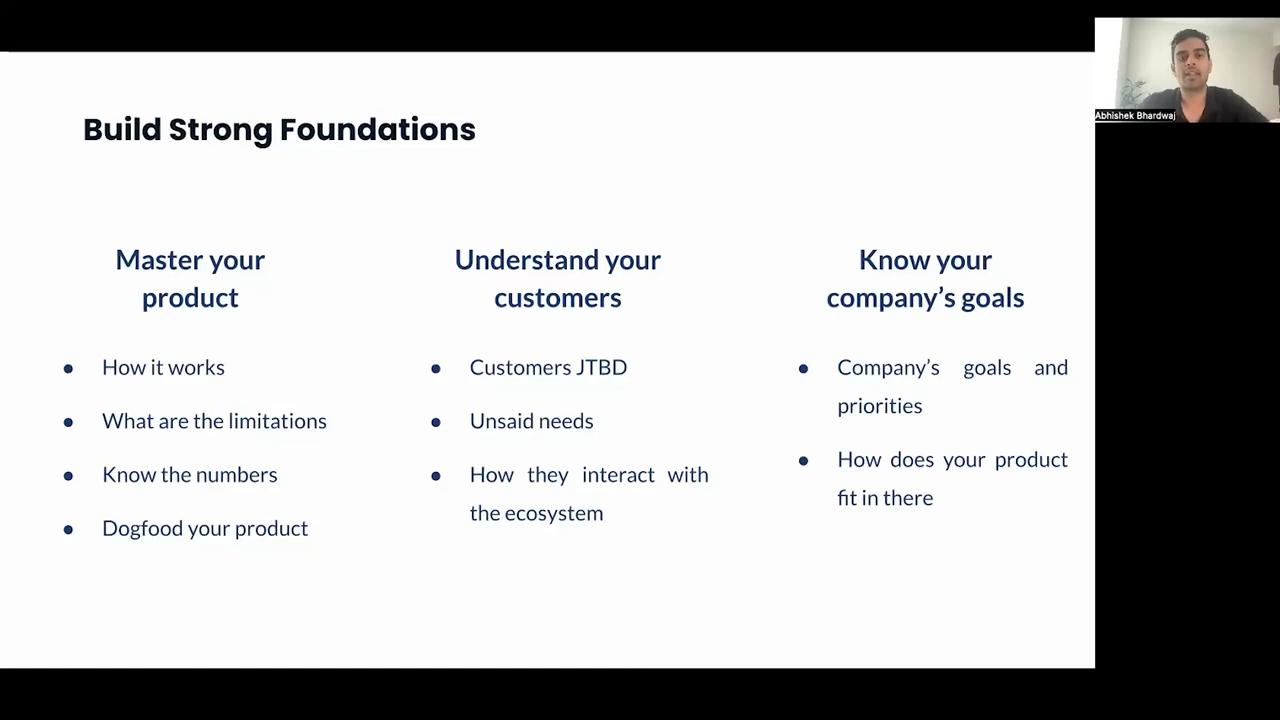 Build Strong Foundations
Master your
product
How it works
What are the limitations
Know the numbers
Dogfood your product
Understand your
customers
Customers JTBD
Unsaid needs
How they interact with
the ecosystem
Know your
company's goals
Company's goals and
priorities
How does your product
fit in there
Abhishek Bhardwaj